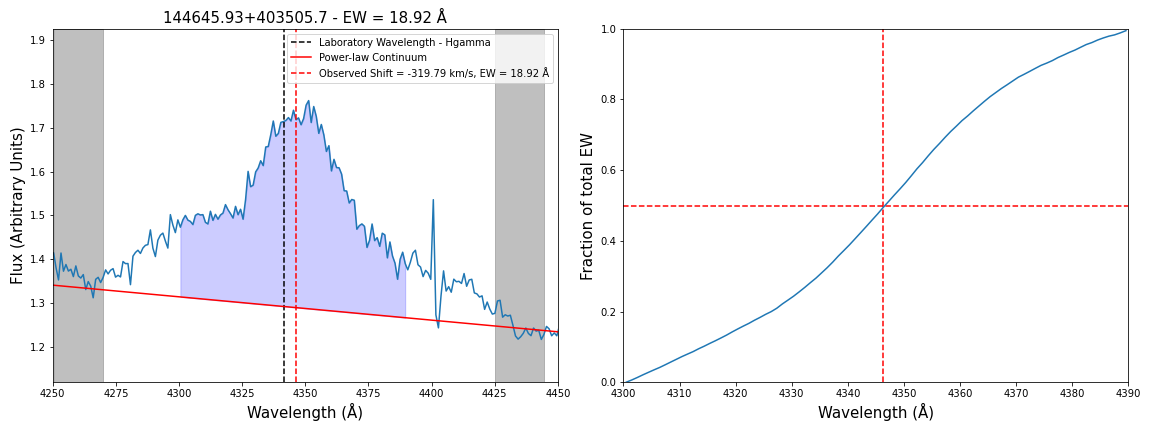 144645.93+403505.7 - EW = 18.92 Å
Laboratory Wavelength - Hgamma
Power-law Continuum
Observed Shift = -319.79 km/s, EW = 18.92 Å
Flux (Arbitrary Units)
1.9
1.8
1.7
1.6
1.5
1.4
1.3
1.2
4250 4275 4300 4325 4350 4375 4400 4425 4450
Wavelength (Å)
Fraction of total EW
1.0
0.8
0.6
0.4
0.2
0.0
4300 4310 4320 4330 4340 4350 4360 4370 4380 4390
Wavelength (Å)